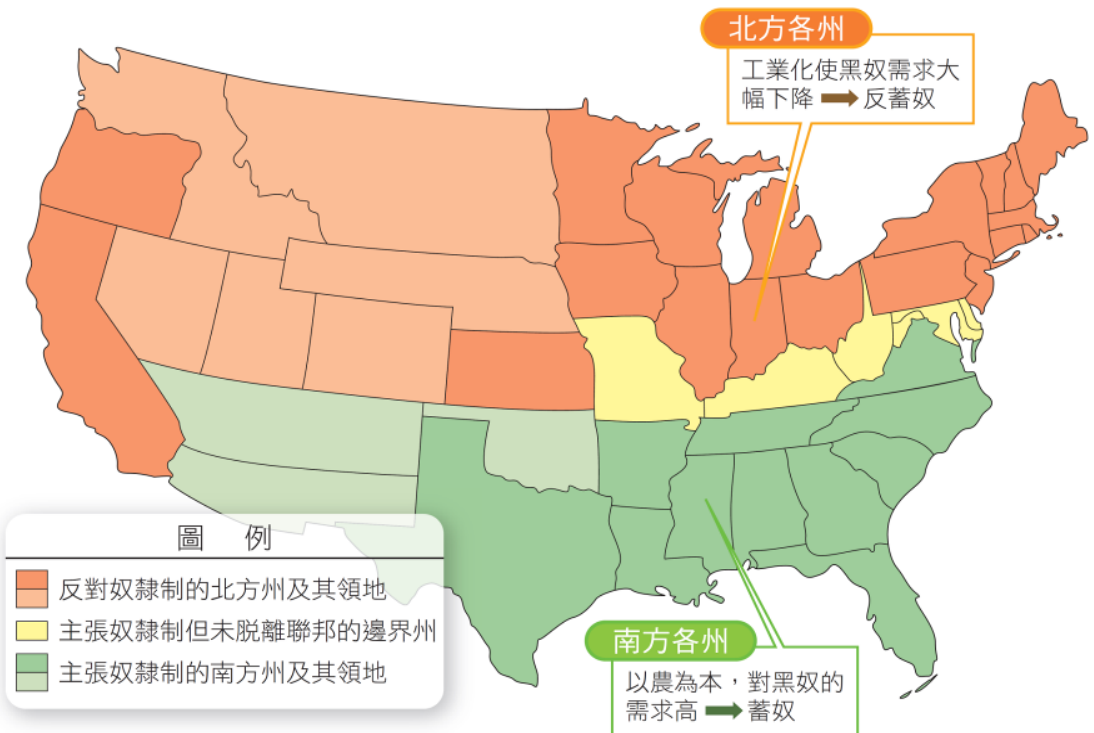 北方各州
工業化使黑奴需求大
幅下降 ➡ 反蓄奴
圖 例
反對奴隸制的北方州及其領地
主張奴隸制但未脫離聯邦的邊界州
主張奴隸制的南方州及其領地
南方各州
以農為本，對黑奴的
需求高 ➡ 蓄奴